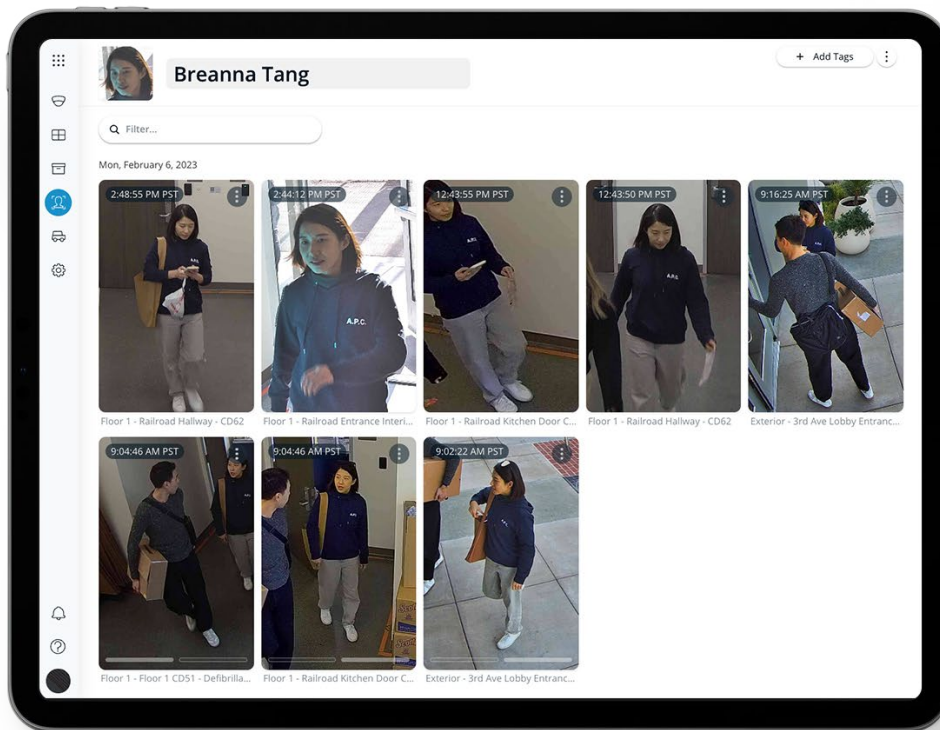 Breanna Tang
+ Add Tags
Filter...
Mon, February 6, 2023
2:48:55 PM PST
2:44:12 PM PST
12:43:55 PM PST
12:43:50 PM PST
9:16:25 AM PST
A.P.C.
A.P.C.
A.P.C.
A.P.C.
Floor 1 - Railroad Hallway - CD62
Floor 1 - Railroad Entrance Interi...
Floor 1 - Railroad Kitchen Door C...
Floor 1 - Railroad Hallway - CD62
Exterior - 3rd Ave Lobby Entranc...
9:04:46 AM PST
9:04:46 AM PST
9:02:22 AM PST
A.P.C.
Floor 1 - Floor 1 CD51 - Defibrilla...
Floor 1 - Railroad Kitchen Door C...
Exterior - 3rd Ave Lobby Entranc...